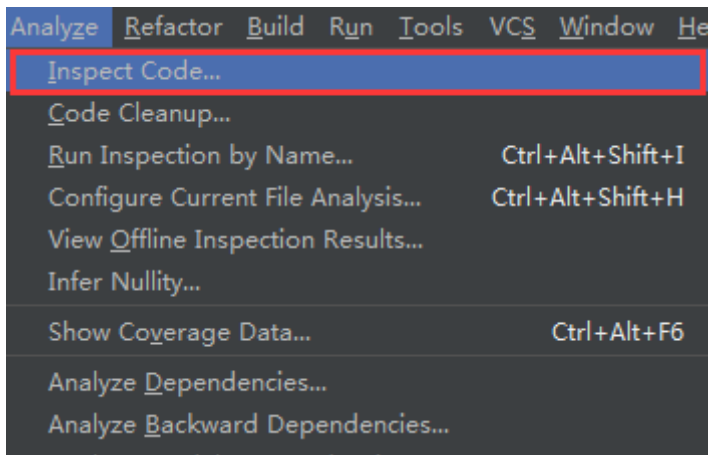 Analyze Refactor Build Run Tools VCS Window He
Inspect Code...
Code Cleanup...
Run Inspection by Name... Ctrl+Alt+Shift+I
Configure Current File Analysis... Ctrl+Alt+Shift+H
View Offline Inspection Results...
Infer Nullity...
Show Coverage Data... Ctrl+Alt+F6
Analyze Dependencies...
Analyze Backward Dependencies...